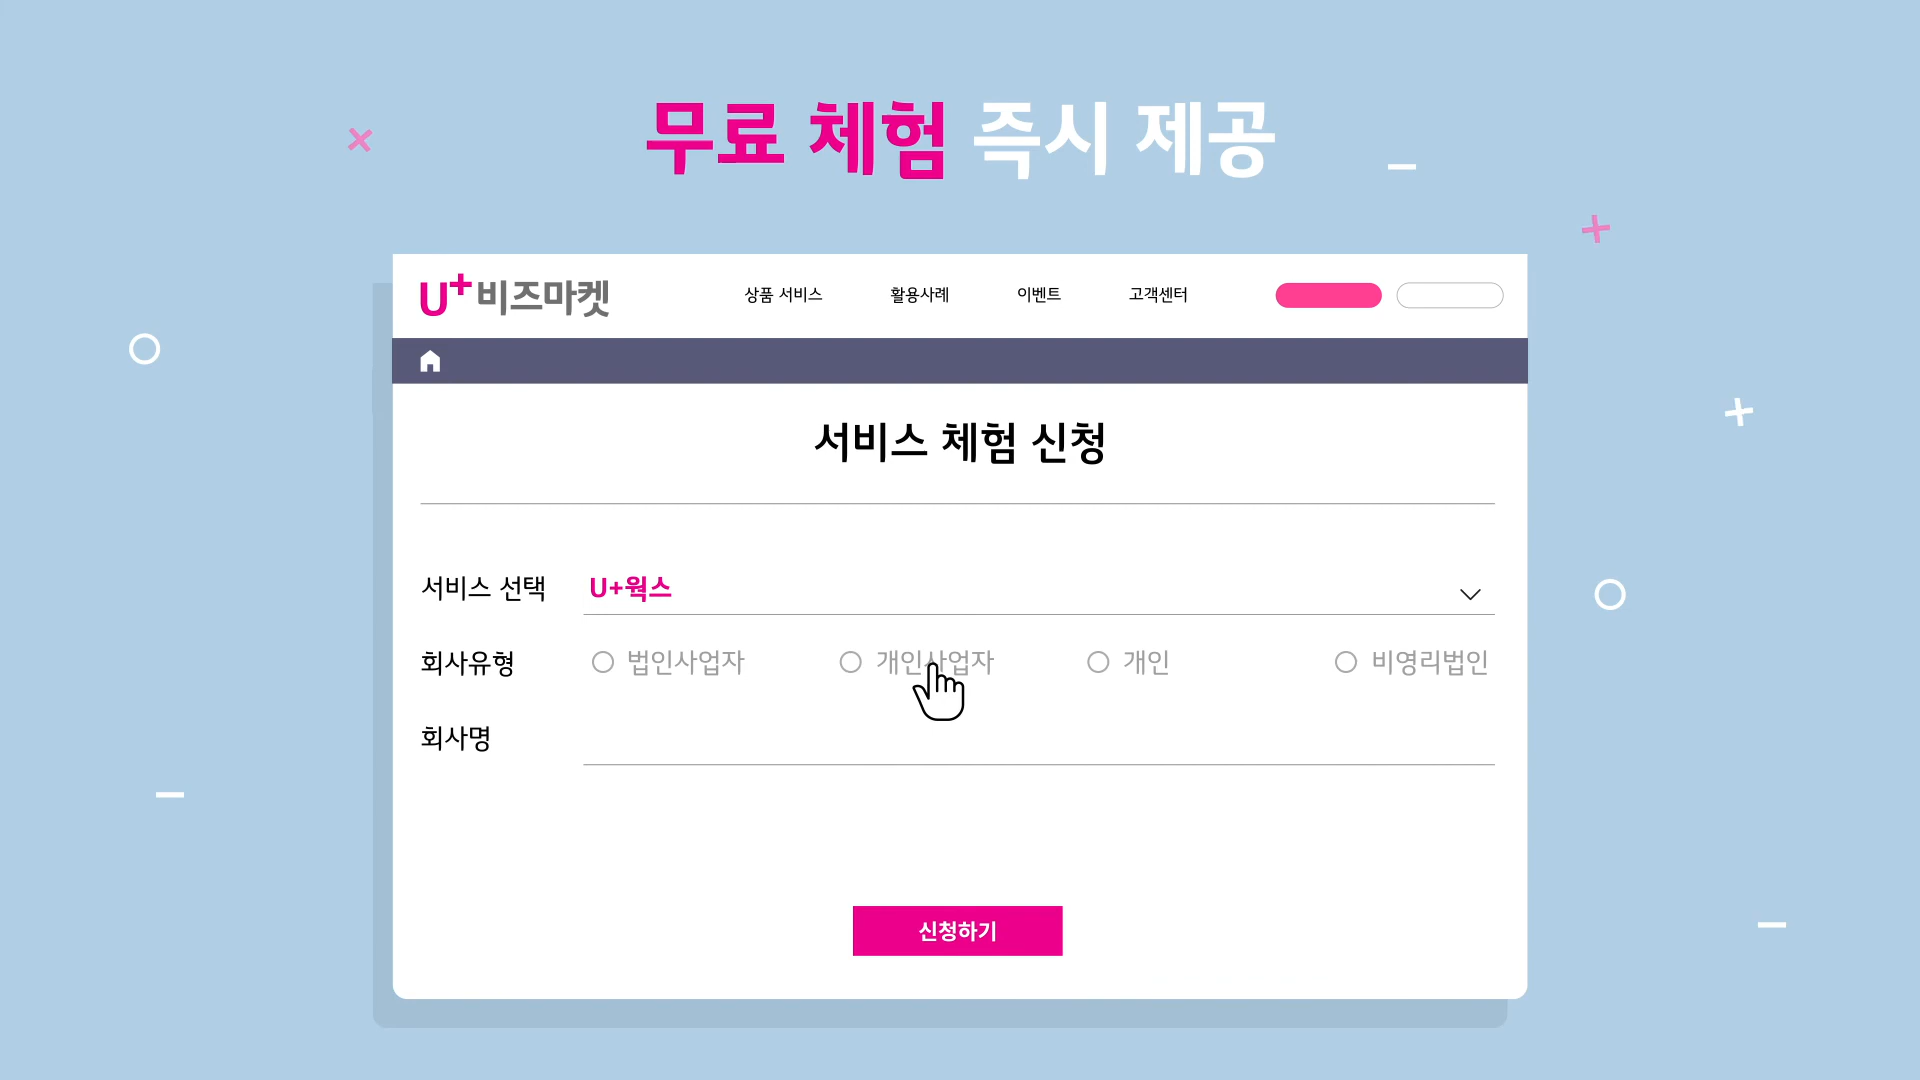 무료 체험 즉시 제공
U+비즈마켓 상품 서비스 활용사례 이벤트 고객센터
서비스 체험 신청
서비스 선택 U+웍스
회사유형 법인사업자 개인사업자 개인 비영리법인
회사명
신청하기